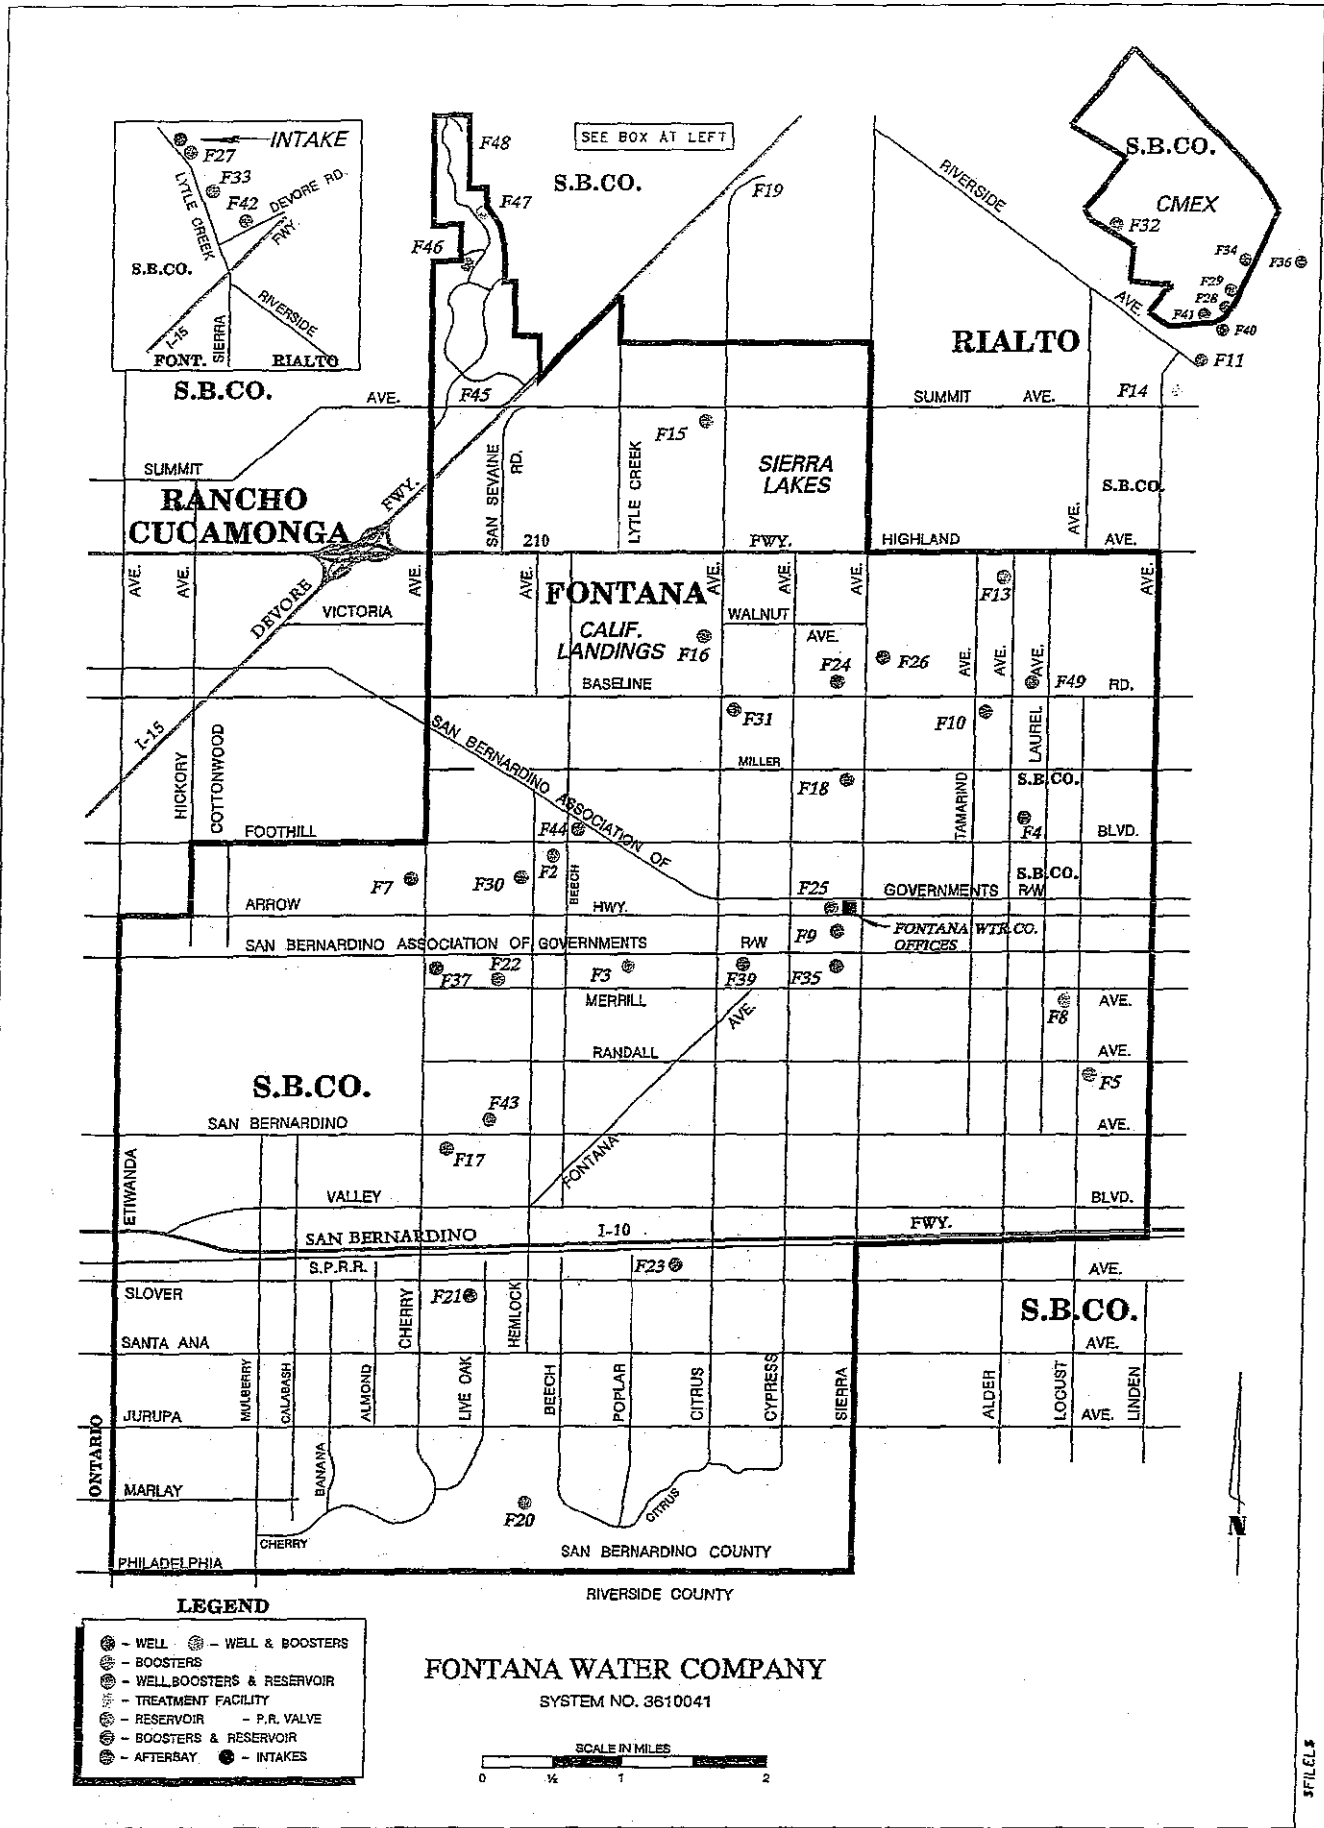 INTAKE
F27
F33
F42
DEVORE RD.
LYTLE CREEK
FWY.
S.B.CO.
RIVERSIDE
I-15
SIERRA
FONT.
RIALTO
S.B.CO.
SEE BOX AT LEFT
S.B.CO.
F48
F47
F46
F45
F19
RIVERSIDE
AVE.
S.B.CO.
CMEX
F32
F34
F36
F29
F28
F41
F40
F11
F14
RIALTO
AVE.
SUMMIT
AVE.
SUMMIT
F15
SAN SEVAINE
RD.
LYTLE CREEK
SIERRA
LAKES
S.B.CO.
AVE.
RANCHO
CUCAMONGA
FWY.
210
FWY.
HIGHLAND
AVE.
AVE.
AVE.
DEVORE
AVE.
AVE.
AVE.
AVE.
AVE.
AVE.
VICTORIA
FONTANA
CALIF.
LANDINGS
F16
WALNUT
AVE.
F24
F26
F13
AVE.
AVE.
AVE.
F49
BASELINE
RD.
F31
F10
LAUREL
I-15
HICKORY
COTTONWOOD
SAN BERNARDINO ASSOCIATION OF
MILLER
F18
TAMARIND
S.B.CO.
F4
FOOTHILL
F44
BLVD.
F7
F30
F2
BEECH
F25
GOVERNMENTS
S.B.CO.
R/W
ARROW
HWY.
FONTANA WTR.CO.
OFFICES
SAN BERNARDINO ASSOCIATION OF GOVERNMENTS
R/W
F9
F37
F22
F3
F39
F35
MERRILL
AVE.
F8
AVE.
RANDALL
AVE.
S.B.CO.
F5
F43
SAN BERNARDINO
AVE.
F17
FONTANA
ETIWANDA
VALLEY
BLVD.
SAN BERNARDINO
I-10
FWY.
S.P.R.R.
F23
AVE.
SLOVER
CHERRY
F21
HEMLOCK
S.B.CO.
SANTA ANA
AVE.
MULBERRY
CALABASH
ALMOND
LIVE OAK
BEECH
POPLAR
CITRUS
CYPRESS
SIERRA
ALDER
LOCUST
LINDEN
JURUPA
AVE.
ONTARIO
BANANA
MARLAY
F20
CITRUS
CHERRY
N
PHILADELPHIA
SAN BERNARDINO COUNTY
RIVERSIDE COUNTY
LEGEND
- WELL - WELL & BOOSTERS
- BOOSTERS
- WELL,BOOSTERS & RESERVOIR
- TREATMENT FACILITY
- RESERVOIR - P.R. VALVE
- BOOSTERS & RESERVOIR
- AFTERBAY - INTAKES
FONTANA WATER COMPANY
SYSTEM NO. 3610041
SCALE IN MILES
0 ½ 1 2
$FILEL$